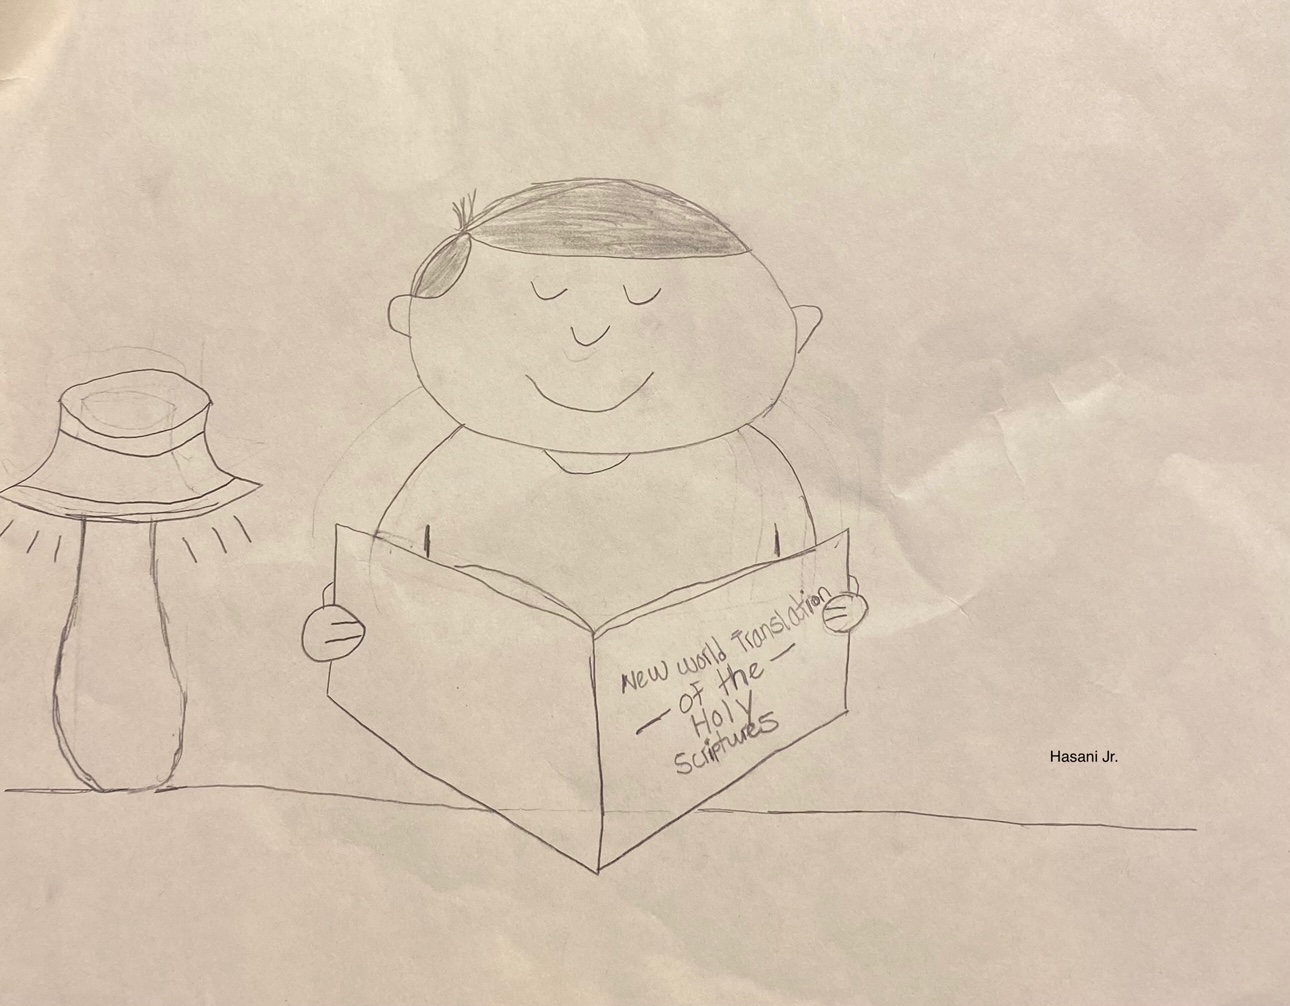 New world Translation
— of the —
Holy
Scriptures
Hasani Jr.